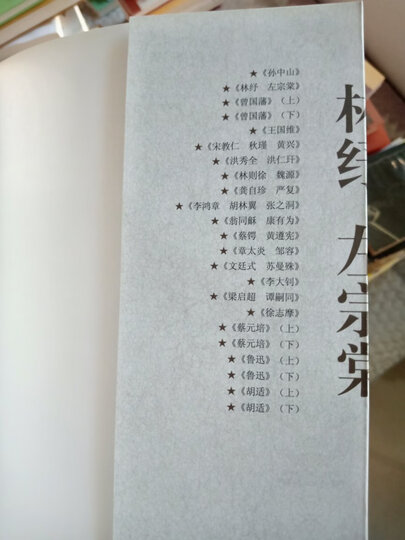 ★《孙中山》
★《林纾 左宗棠》
★《曾国藩》（上）
★《曾国藩》（下）
★《王国维》
★《宋教仁 秋瑾 黄兴》
★《洪秀全 洪仁玕》
★《林则徐 魏源》
★《龚自珍 严复》
★《李鸿章 胡林翼 张之洞》
★《翁同龢 康有为》
★《蔡锷 黄遵宪》
★《章太炎 邹容》
★《文廷式 苏曼殊》
★《李大钊》
★《梁启超 谭嗣同》
★《徐志摩》
★《蔡元培》（上）
★《蔡元培》（下）
★《鲁迅》（上）
★《鲁迅》（下）
★《胡适》（上）
★《胡适》（下）
林纾 左宗棠